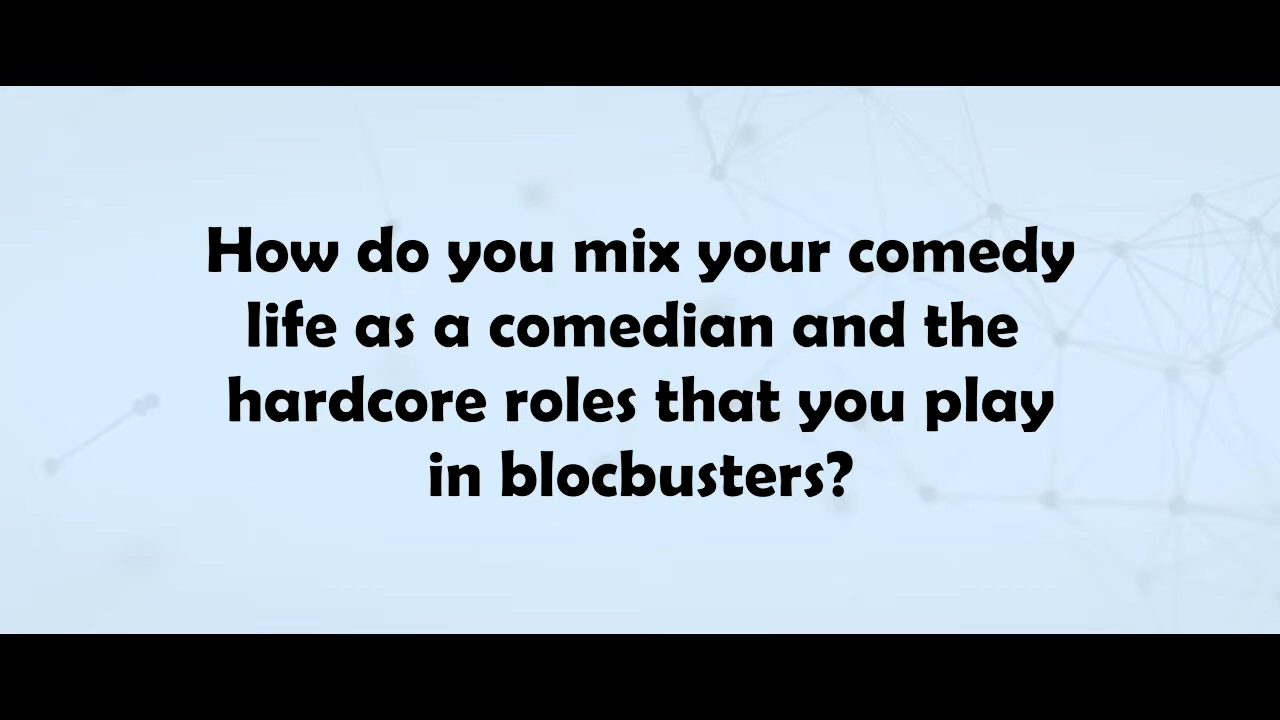 How do you mix your comedy
life as a comedian and the
hardcore roles that you play
in blocbusters?